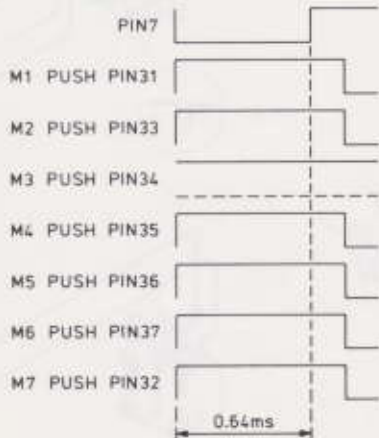 PIN7
M1 PUSH PIN31
M2 PUSH PIN33
M3 PUSH PIN34
M4 PUSH PIN35
M5 PUSH PIN36
M6 PUSH PIN37
M7 PUSH PIN32
0.64ms